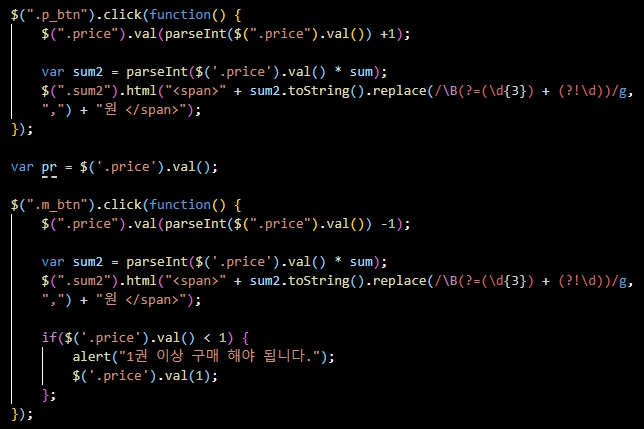 $(".p_btn").click(function() {
    $(".price").val(parseInt($(".price").val()) +1);

    var sum2 = parseInt($('.price').val() * sum);
    $(".sum2").html("<span>" + sum2.toString().replace(/\B(?=(\d{3}) + (?!\d))/g,
    ",") + "원 </span>");
});

var pr = $('.price').val();

$(".m_btn").click(function() {
    $(".price").val(parseInt($(".price").val()) -1);

    var sum2 = parseInt($('.price').val() * sum);
    $(".sum2").html("<span>" + sum2.toString().replace(/\B(?=(\d{3}) + (?!\d))/g,
    ",") + "원 </span>");

    if($('.price').val() < 1) {
        alert("1권 이상 구매 해야 됩니다.");
        $('.price').val(1);
    };
});